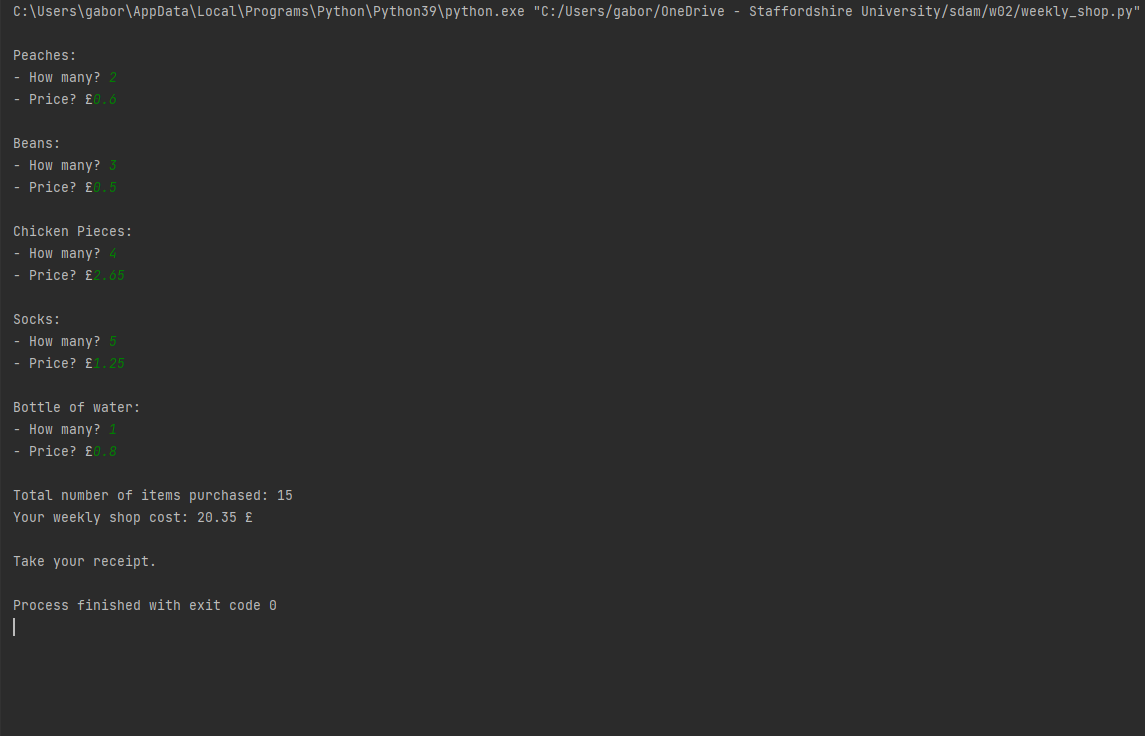 C:\Users\gabor\AppData\Local\Programs\Python\Python39\python.exe "C:/Users/gabor/OneDrive - Staffordshire University/sdam/w02/weekly_shop.py"
Peaches:
- How many? 2
- Price? £0.6
Beans:
- How many? 3
- Price? £0.5
Chicken Pieces:
- How many? 4
- Price? £2.65
Socks:
- How many? 5
- Price? £1.25
Bottle of water:
- How many? 1
- Price? £0.8
Total number of items purchased: 15
Your weekly shop cost: 20.35 £
Take your receipt.
Process finished with exit code 0